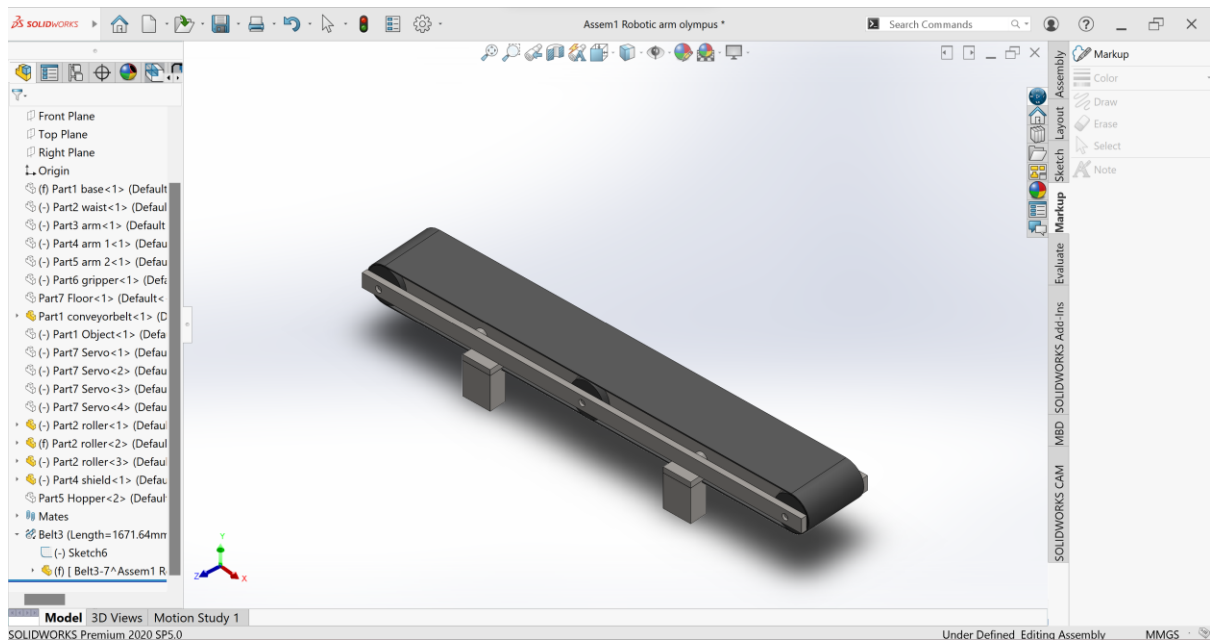 SOLIDWORKS
Assem1 Robotic arm olympus *
Search Commands
Front Plane
Top Plane
Right Plane
Origin
(f) Part1 base<1> (Default
(-) Part2 waist<1> (Defaul
(-) Part3 arm<1> (Default
(-) Part4 arm 1<1> (Defau
(-) Part5 arm 2<1> (Defau
(-) Part6 gripper<1> (Defa
Part7 Floor<1> (Default<
Part1 conveyorbelt<1> (D
(-) Part1 Object<1> (Defa
(-) Part7 Servo<1> (Defau
(-) Part7 Servo<2> (Defau
(-) Part7 Servo<3> (Defau
(-) Part7 Servo<4> (Defau
(-) Part2 roller<1> (Defaul
(f) Part2 roller<2> (Defaul
(-) Part2 roller<3> (Defaul
(-) Part4 shield<1> (Defau
Part5 Hopper<2> (Default
Mates
Belt3 (Length=1671.64mm
(-) Sketch6
(f) [ Belt3-7^Assem1 R
Y
Z
X
Assembly
Layout
Sketch
Markup
Evaluate
SOLIDWORKS Add-Ins
MBD
SOLIDWORKS CAM
Markup
Color
Draw
Erase
Select
Note
Model
3D Views
Motion Study 1
SOLIDWORKS Premium 2020 SP5.0
Under Defined
Editing Assembly
MMGS